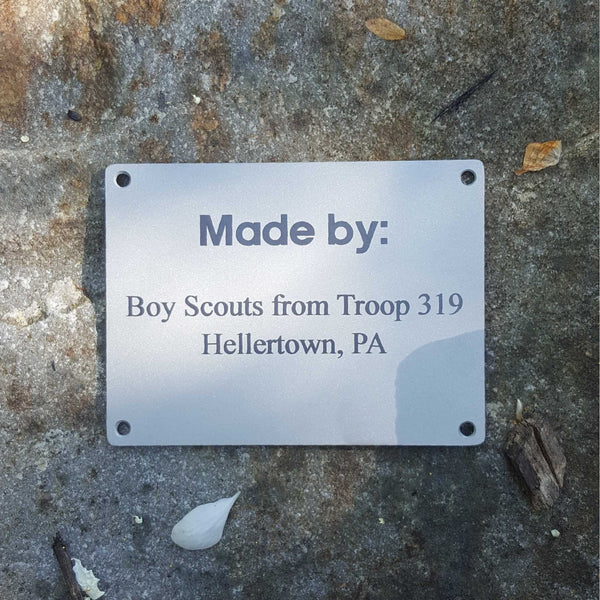 Made by:
Boy Scouts from Troop 319
Hellertown, PA